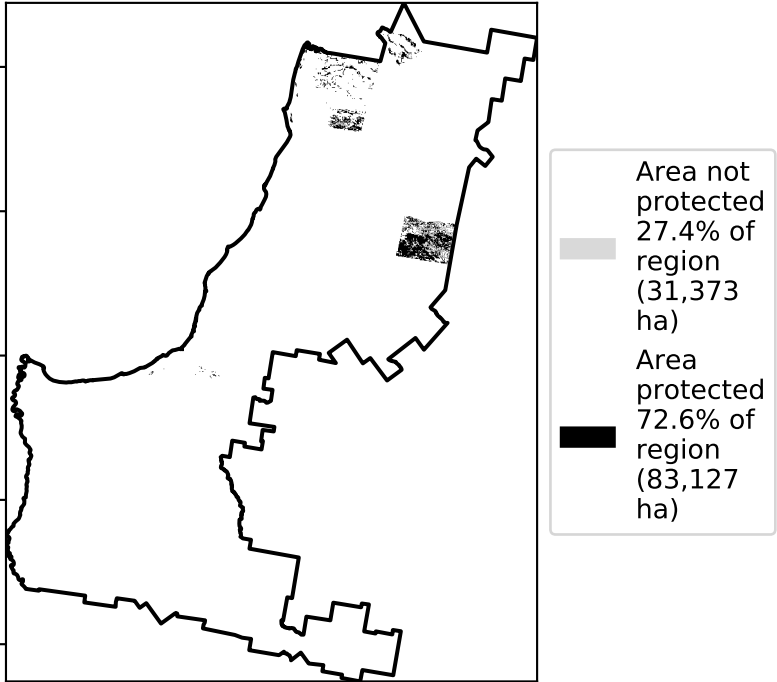 Area not
protected
27.4% of
region
(31,373
ha)
Area
protected
72.6% of
region
(83,127
ha)